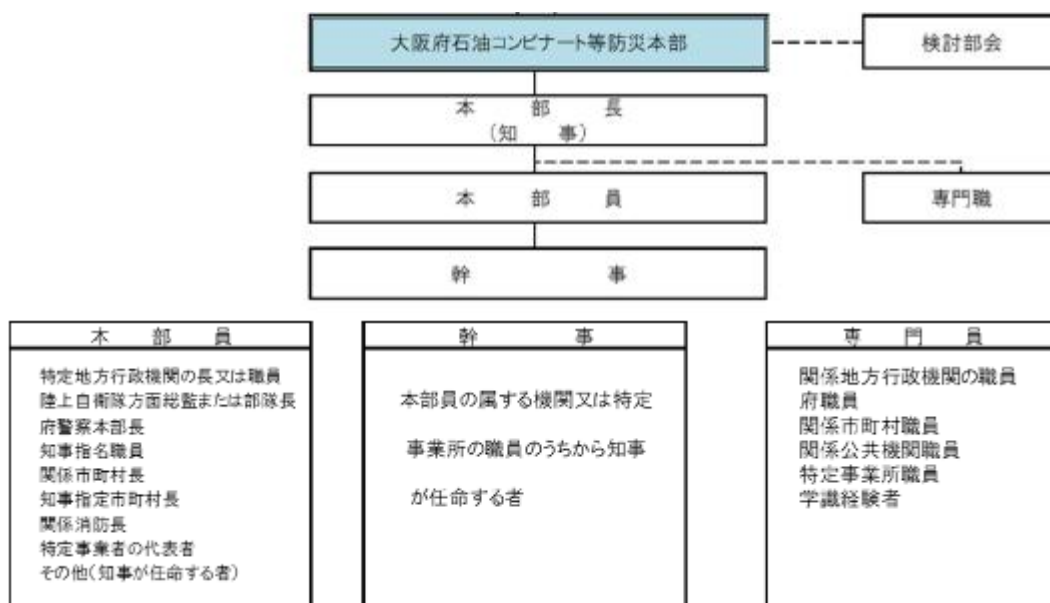 大阪府石油コンビナート等防災本部
検討部会
本部長
(知事)
本部員
専門職
幹事
本部員
特定地方行政機関の長又は職員
陸上自衛隊方面総監または部隊長
府警察本部長
知事指名職員
関係市町村長
知事指定市町村長
関係消防長
特定事業者の代表者
その他(知事が任命する者)
幹事
本部員の属する機関又は特定
事業所の職員のうちから知事
が任命する者
専門員
関係地方行政機関の職員
府職員
関係市町村職員
関係公共機関職員
特定事業所職員
学識経験者